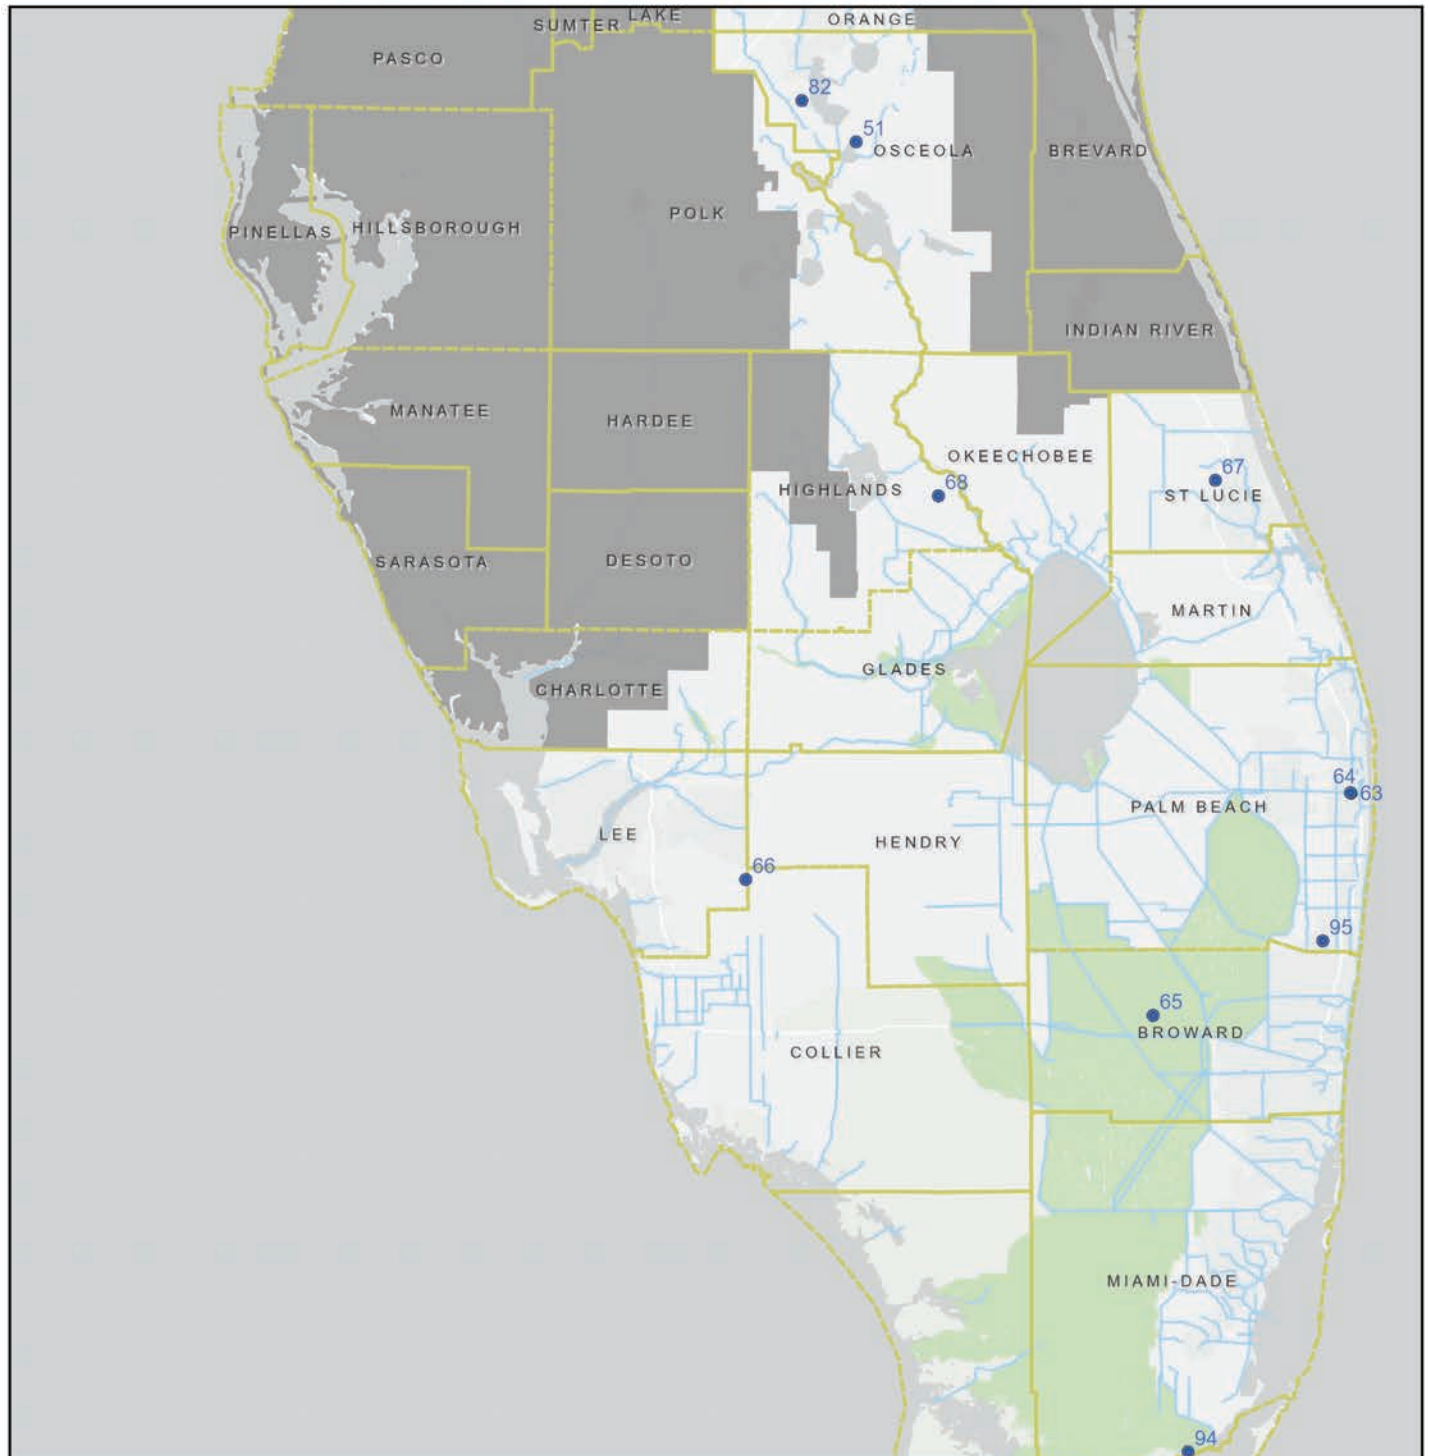 LAKE
SUMTER
ORANGE
PASCO
82
51
OSCEOLA
BREVARD
POLK
PINELLAS
HILLSBOROUGH
INDIAN RIVER
MANATEE
HARDEE
OKEECHOBEE
67
68
HIGHLANDS
ST LUCIE
SARASOTA
DESOTO
MARTIN
GLADES
CHARLOTTE
64
63
PALM BEACH
LEE
HENDRY
66
95
65
BROWARD
COLLIER
MIAMI-DADE
94